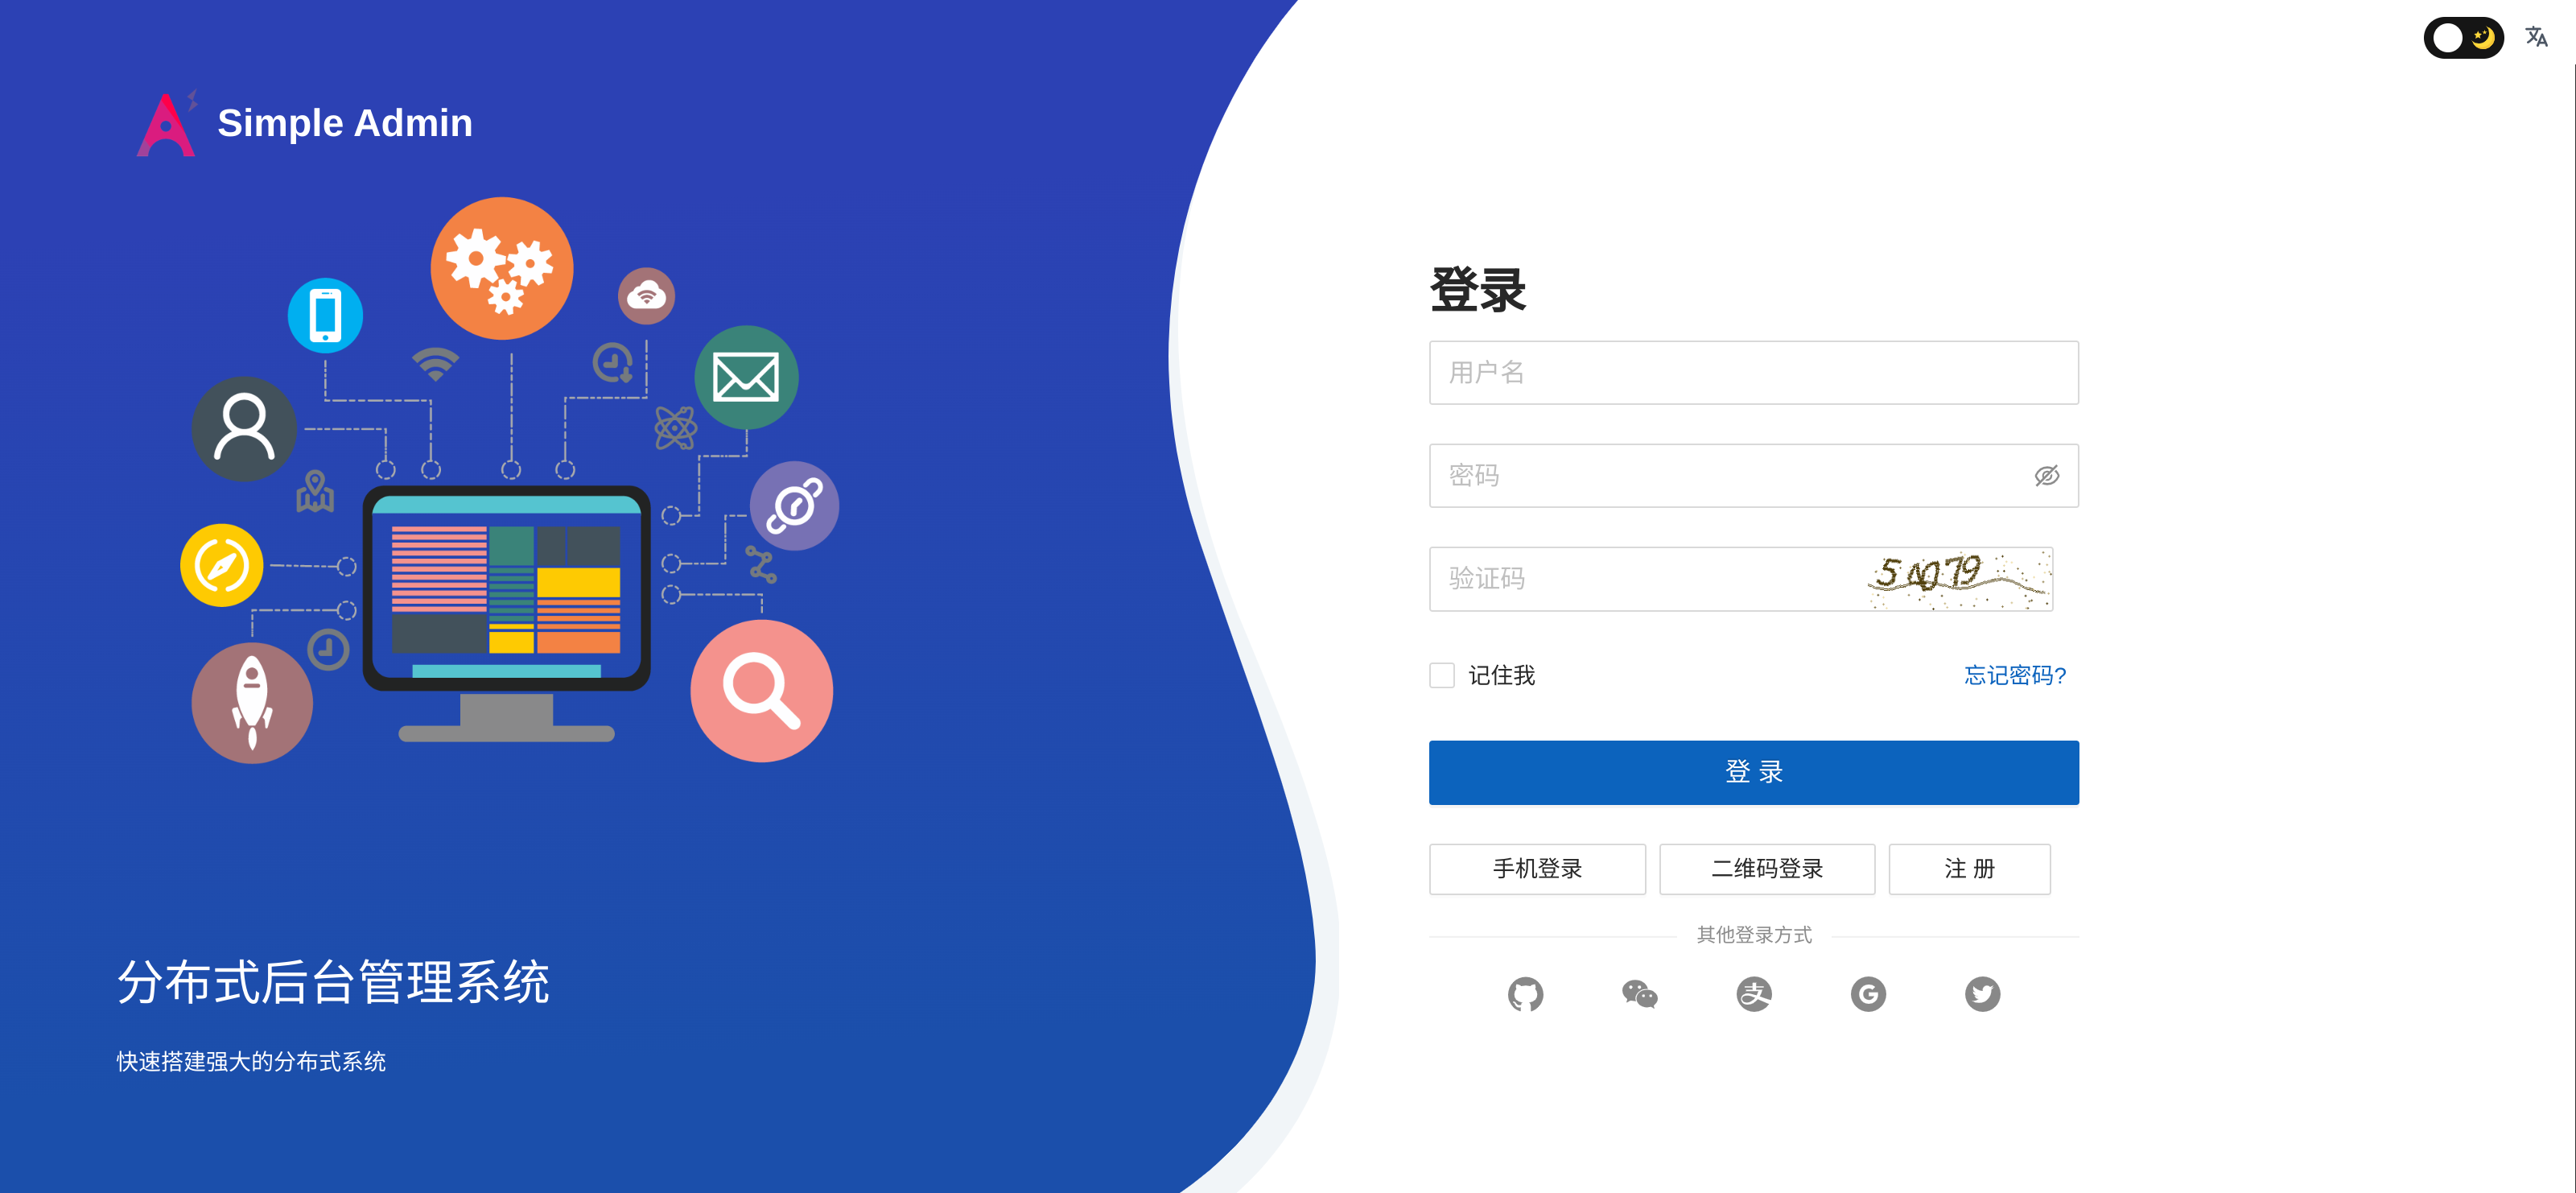 Simple Admin
分布式后台管理系统
快速搭建强大的分布式系统
登录
用户名
密码
验证码
记住我 忘记密码?
登 录
手机登录 二维码登录 注 册
其他登录方式